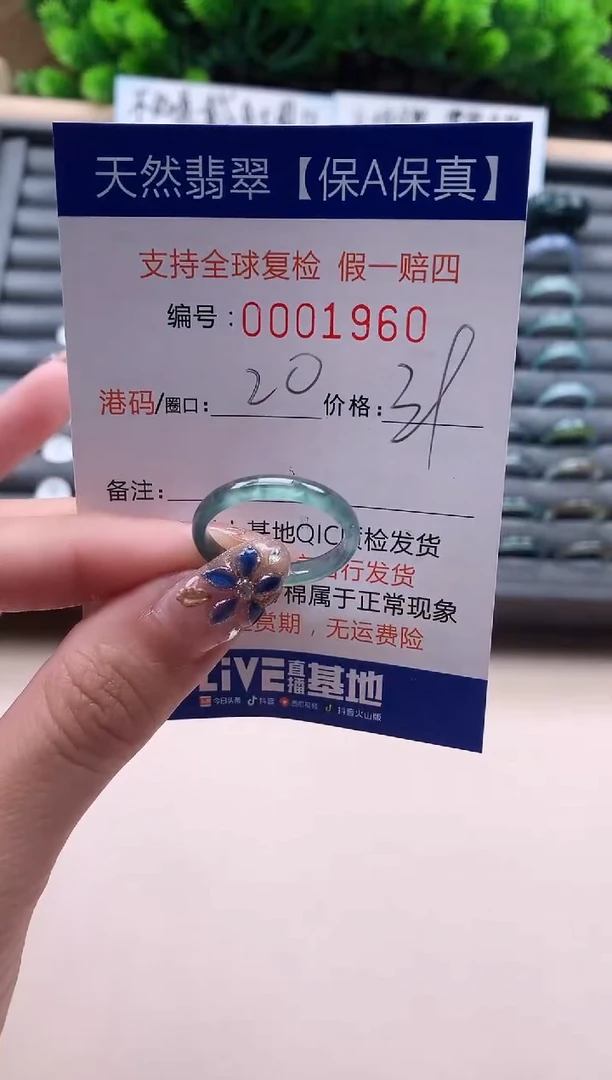 天然翡翠【保A保真】
支持全球复检 假一赔四
编号:0001960
港码/圈口: 20 价格:
备注:
基地QIC质检发货
行发货
棉属于正常现象
赏期,无运费险
LiVE直播基地
今日头条 抖音 西瓜视频 抖音火山版